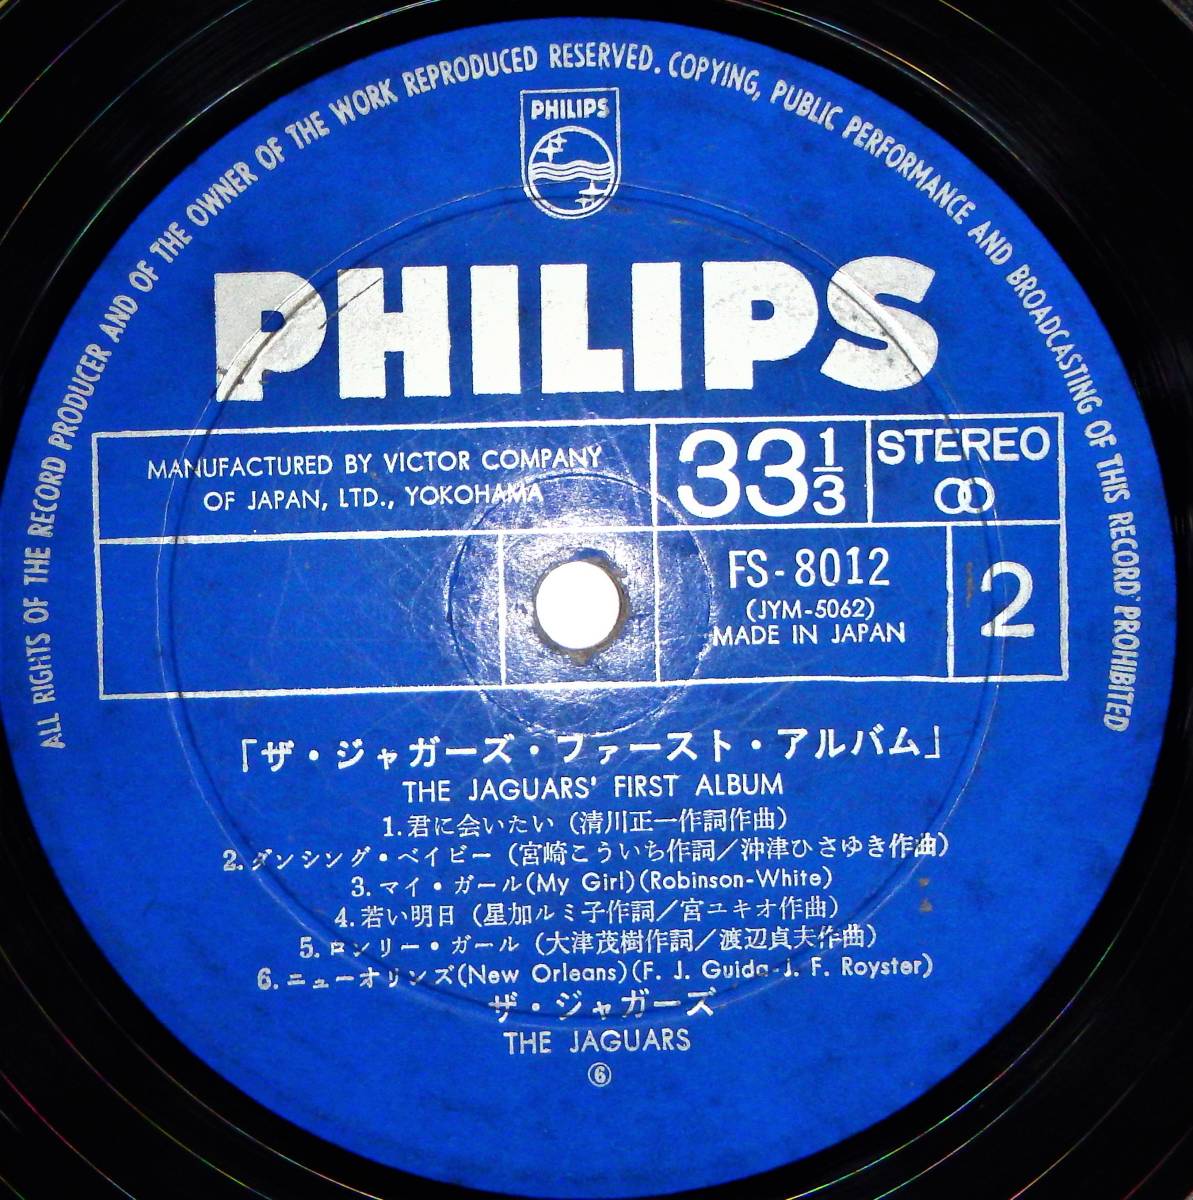 ALL RIGHTS OF THE RECORD PRODUCER AND OF THE OWNER OF THE WORK REPRODUCED RESERVED. COPYING, PUBLIC PERFORMANCE AND BROADCASTING OF THIS RECORD PROHIBITED
PHILIPS
PHILIPS
MANUFACTURED BY VICTOR COMPANY
OF JAPAN, LTD., YOKOHAMA
33 1/3
STEREO
FS-8012
(JYM-5062)
MADE IN JAPAN
2
「ザ・ジャガーズ・ファースト・アルバム」
THE JAGUARS' FIRST ALBUM
1. 君に会いたい (清川正一作詞作曲)
2. ダンシング・ベイビー (宮崎こういち作詞/沖津ひさゆき作曲)
3. マイ・ガール(My Girl)(Robinson-White)
4. 若い明日 (星加ルミ子作詞/宮ユキオ作曲)
5. ロンリー・ガール (大津茂樹作詞/渡辺貞夫作曲)
6. ニューオリンズ(New Orleans)(F. J. Guida-J. F. Royster)
ザ・ジャガーズ
THE JAGUARS
⑥